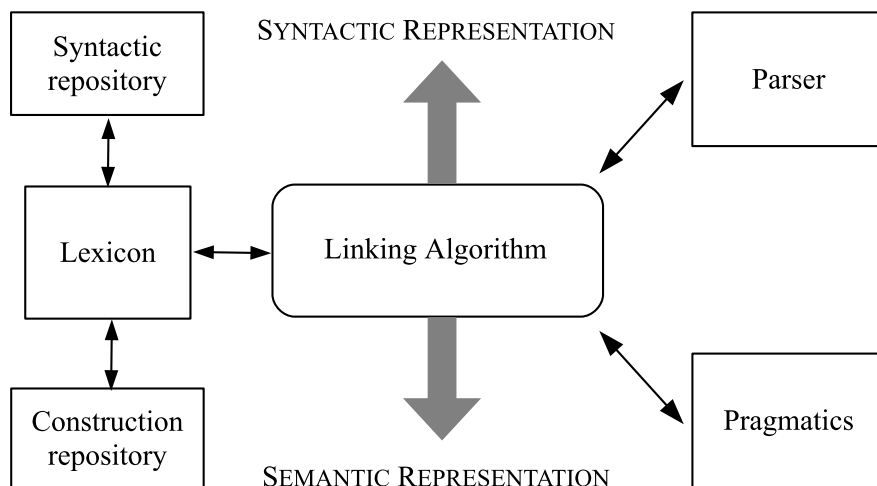 Syntactic
repository
SYNTACTIC REPRESENTATION
Parser
Lexicon
Linking Algorithm
Construction
repository
Pragmatics
SEMANTIC REPRESENTATION